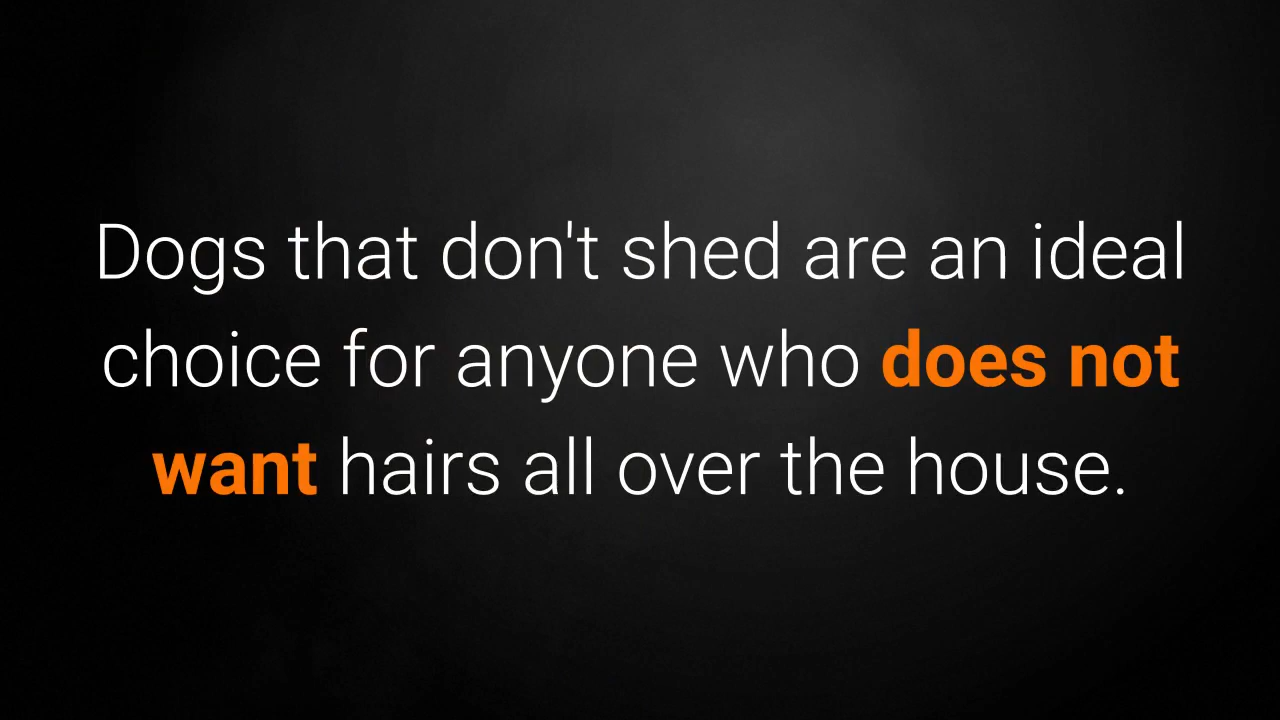 Dogs that don't shed are an ideal
choice for anyone who does not
want hairs all over the house.